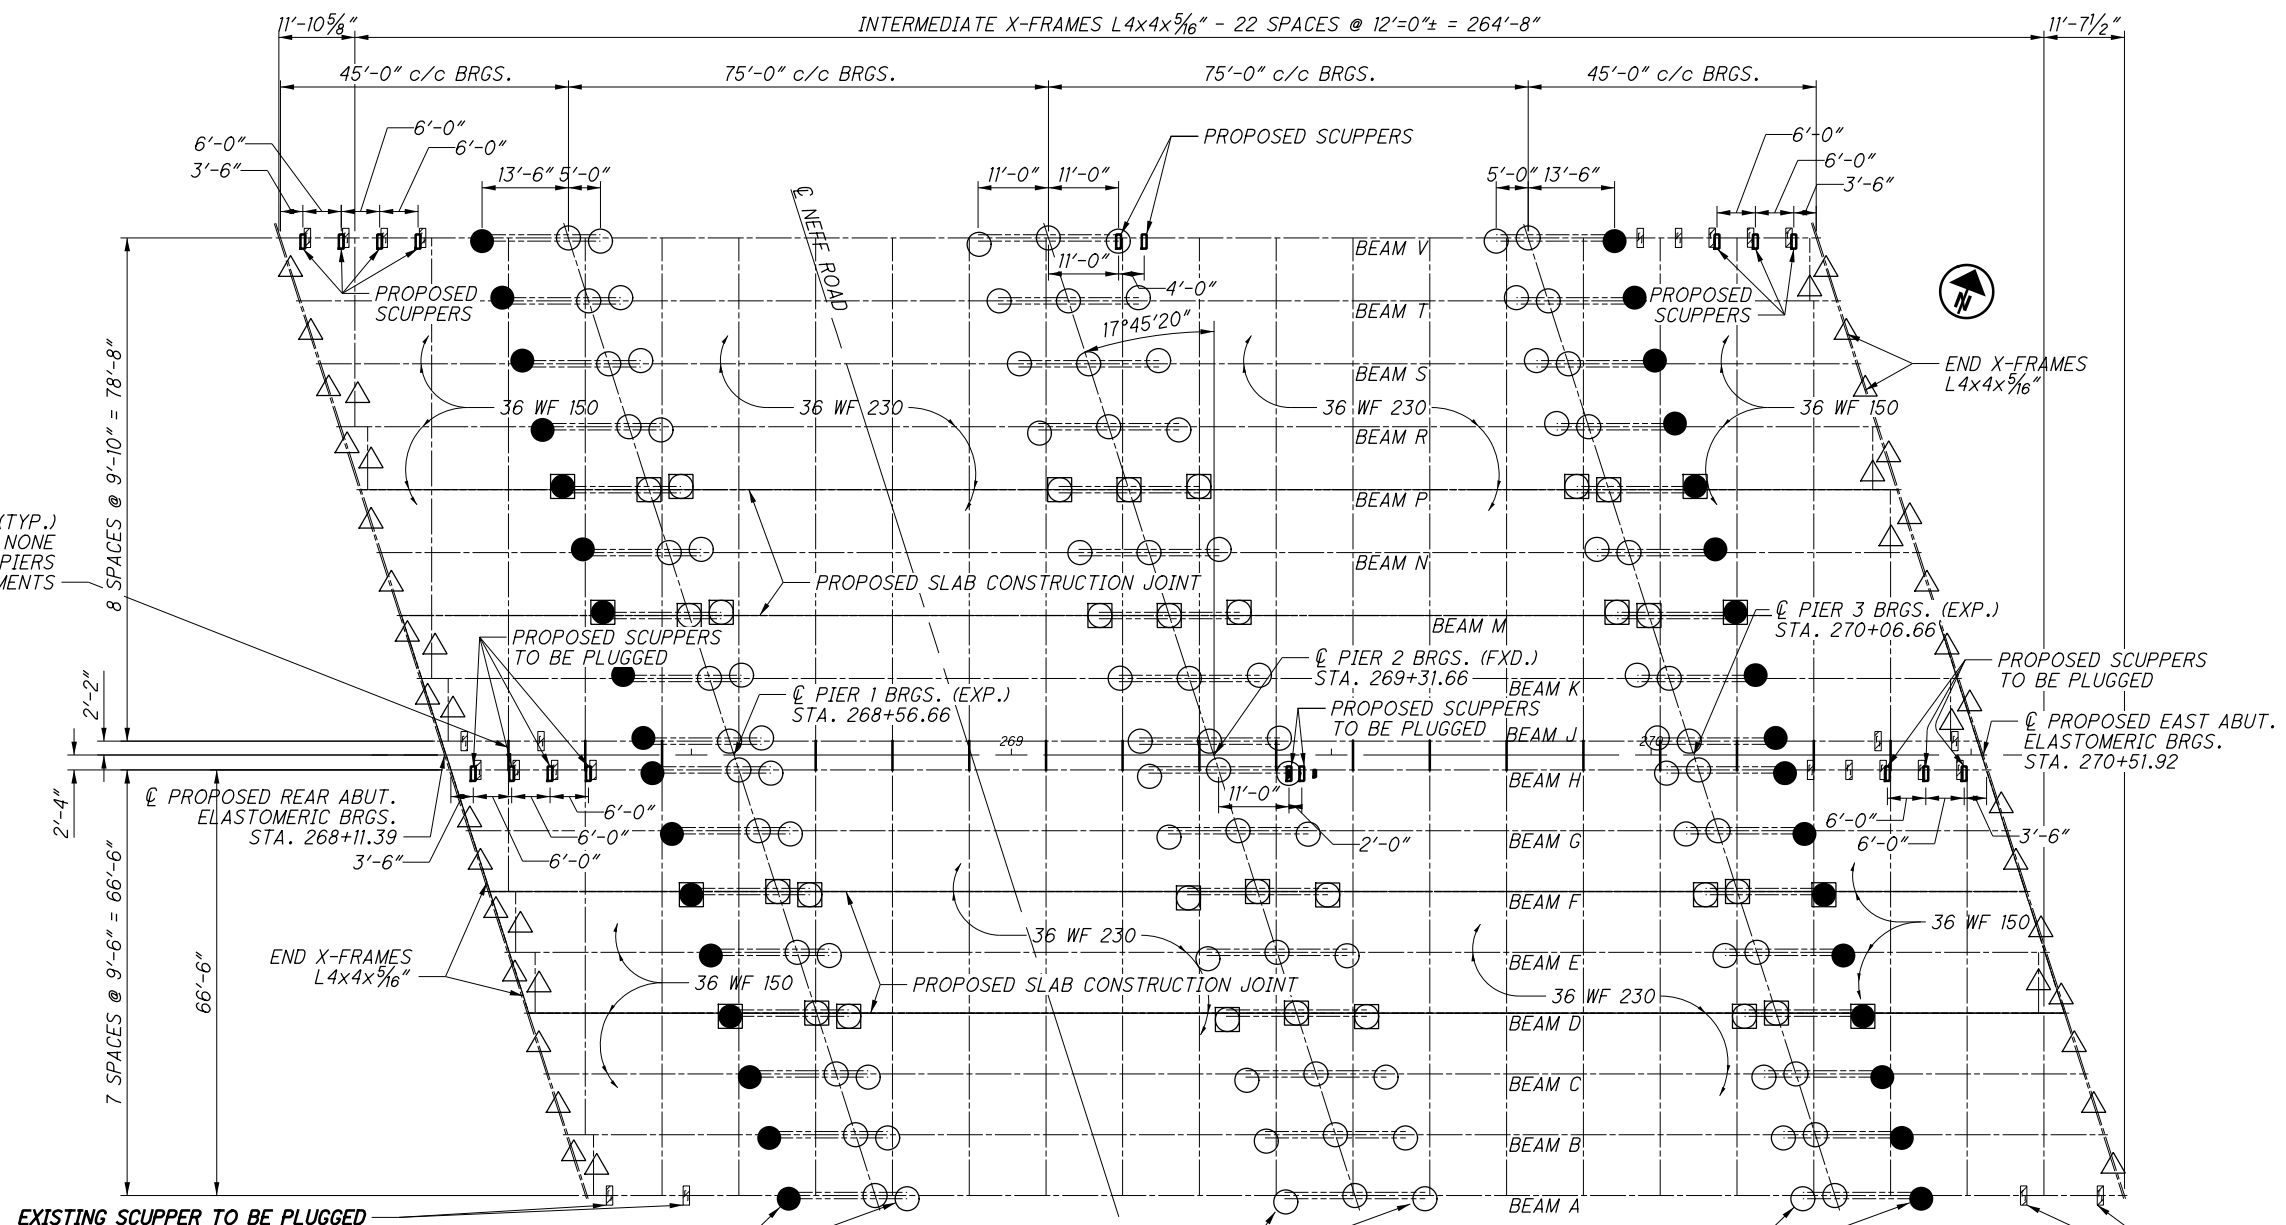 11'-10 5/8"
INTERMEDIATE X-FRAMES L4x4x5/16" - 22 SPACES @ 12'=0"± = 264'-8"
11'-7 1/2"
45'-0" c/c BRGS.
75'-0" c/c BRGS.
75'-0" c/c BRGS.
45'-0" c/c BRGS.
6'-0"
6'-0"
6'-0"
3'-6"
PROPOSED SCUPPERS
6'-0"
6'-0"
3'-6"
13'-6"
5'-0"
11'-0"
11'-0"
5'-0"
13'-6"
℄ NEFF ROAD
BEAM V
11'-0"
4'-0"
PROPOSED
SCUPPERS
PROPOSED
SCUPPERS
N
BEAM T
17°45'20"
8 SPACES @ 9'-10" = 78'-8"
END X-FRAMES
L4x4x5/16"
BEAM S
36 WF 150
36 WF 230
36 WF 230
36 WF 150
BEAM R
BEAM P
(TYP.)
NONE
PIERS
MENTS
PROPOSED SLAB CONSTRUCTION JOINT
BEAM N
℄ PIER 3 BRGS. (EXP.)
STA. 270+06.66
BEAM M
PROPOSED SCUPPERS
TO BE PLUGGED
℄ PIER 2 BRGS. (FXD.)
STA. 269+31.66
PROPOSED SCUPPERS
TO BE PLUGGED
BEAM K
℄ PIER 1 BRGS. (EXP.)
STA. 268+56.66
PROPOSED SCUPPERS
TO BE PLUGGED
2'-2"
℄ PROPOSED EAST ABUT.
ELASTOMERIC BRGS.
STA. 270+51.92
BEAM J
269
270
2'-4"
BEAM H
℄ PROPOSED REAR ABUT.
ELASTOMERIC BRGS.
STA. 268+11.39
3'-6"
6'-0"
6'-0"
6'-0"
11'-0"
2'-0"
6'-0"
6'-0"
3'-6"
BEAM G
7 SPACES @ 9'-6" = 66'-6"
66'-6"
BEAM F
36 WF 230
36 WF 150
END X-FRAMES
L4x4x5/16"
BEAM E
36 WF 150
PROPOSED SLAB CONSTRUCTION JOINT
36 WF 230
BEAM D
BEAM C
BEAM B
BEAM A
EXISTING SCUPPER TO BE PLUGGED